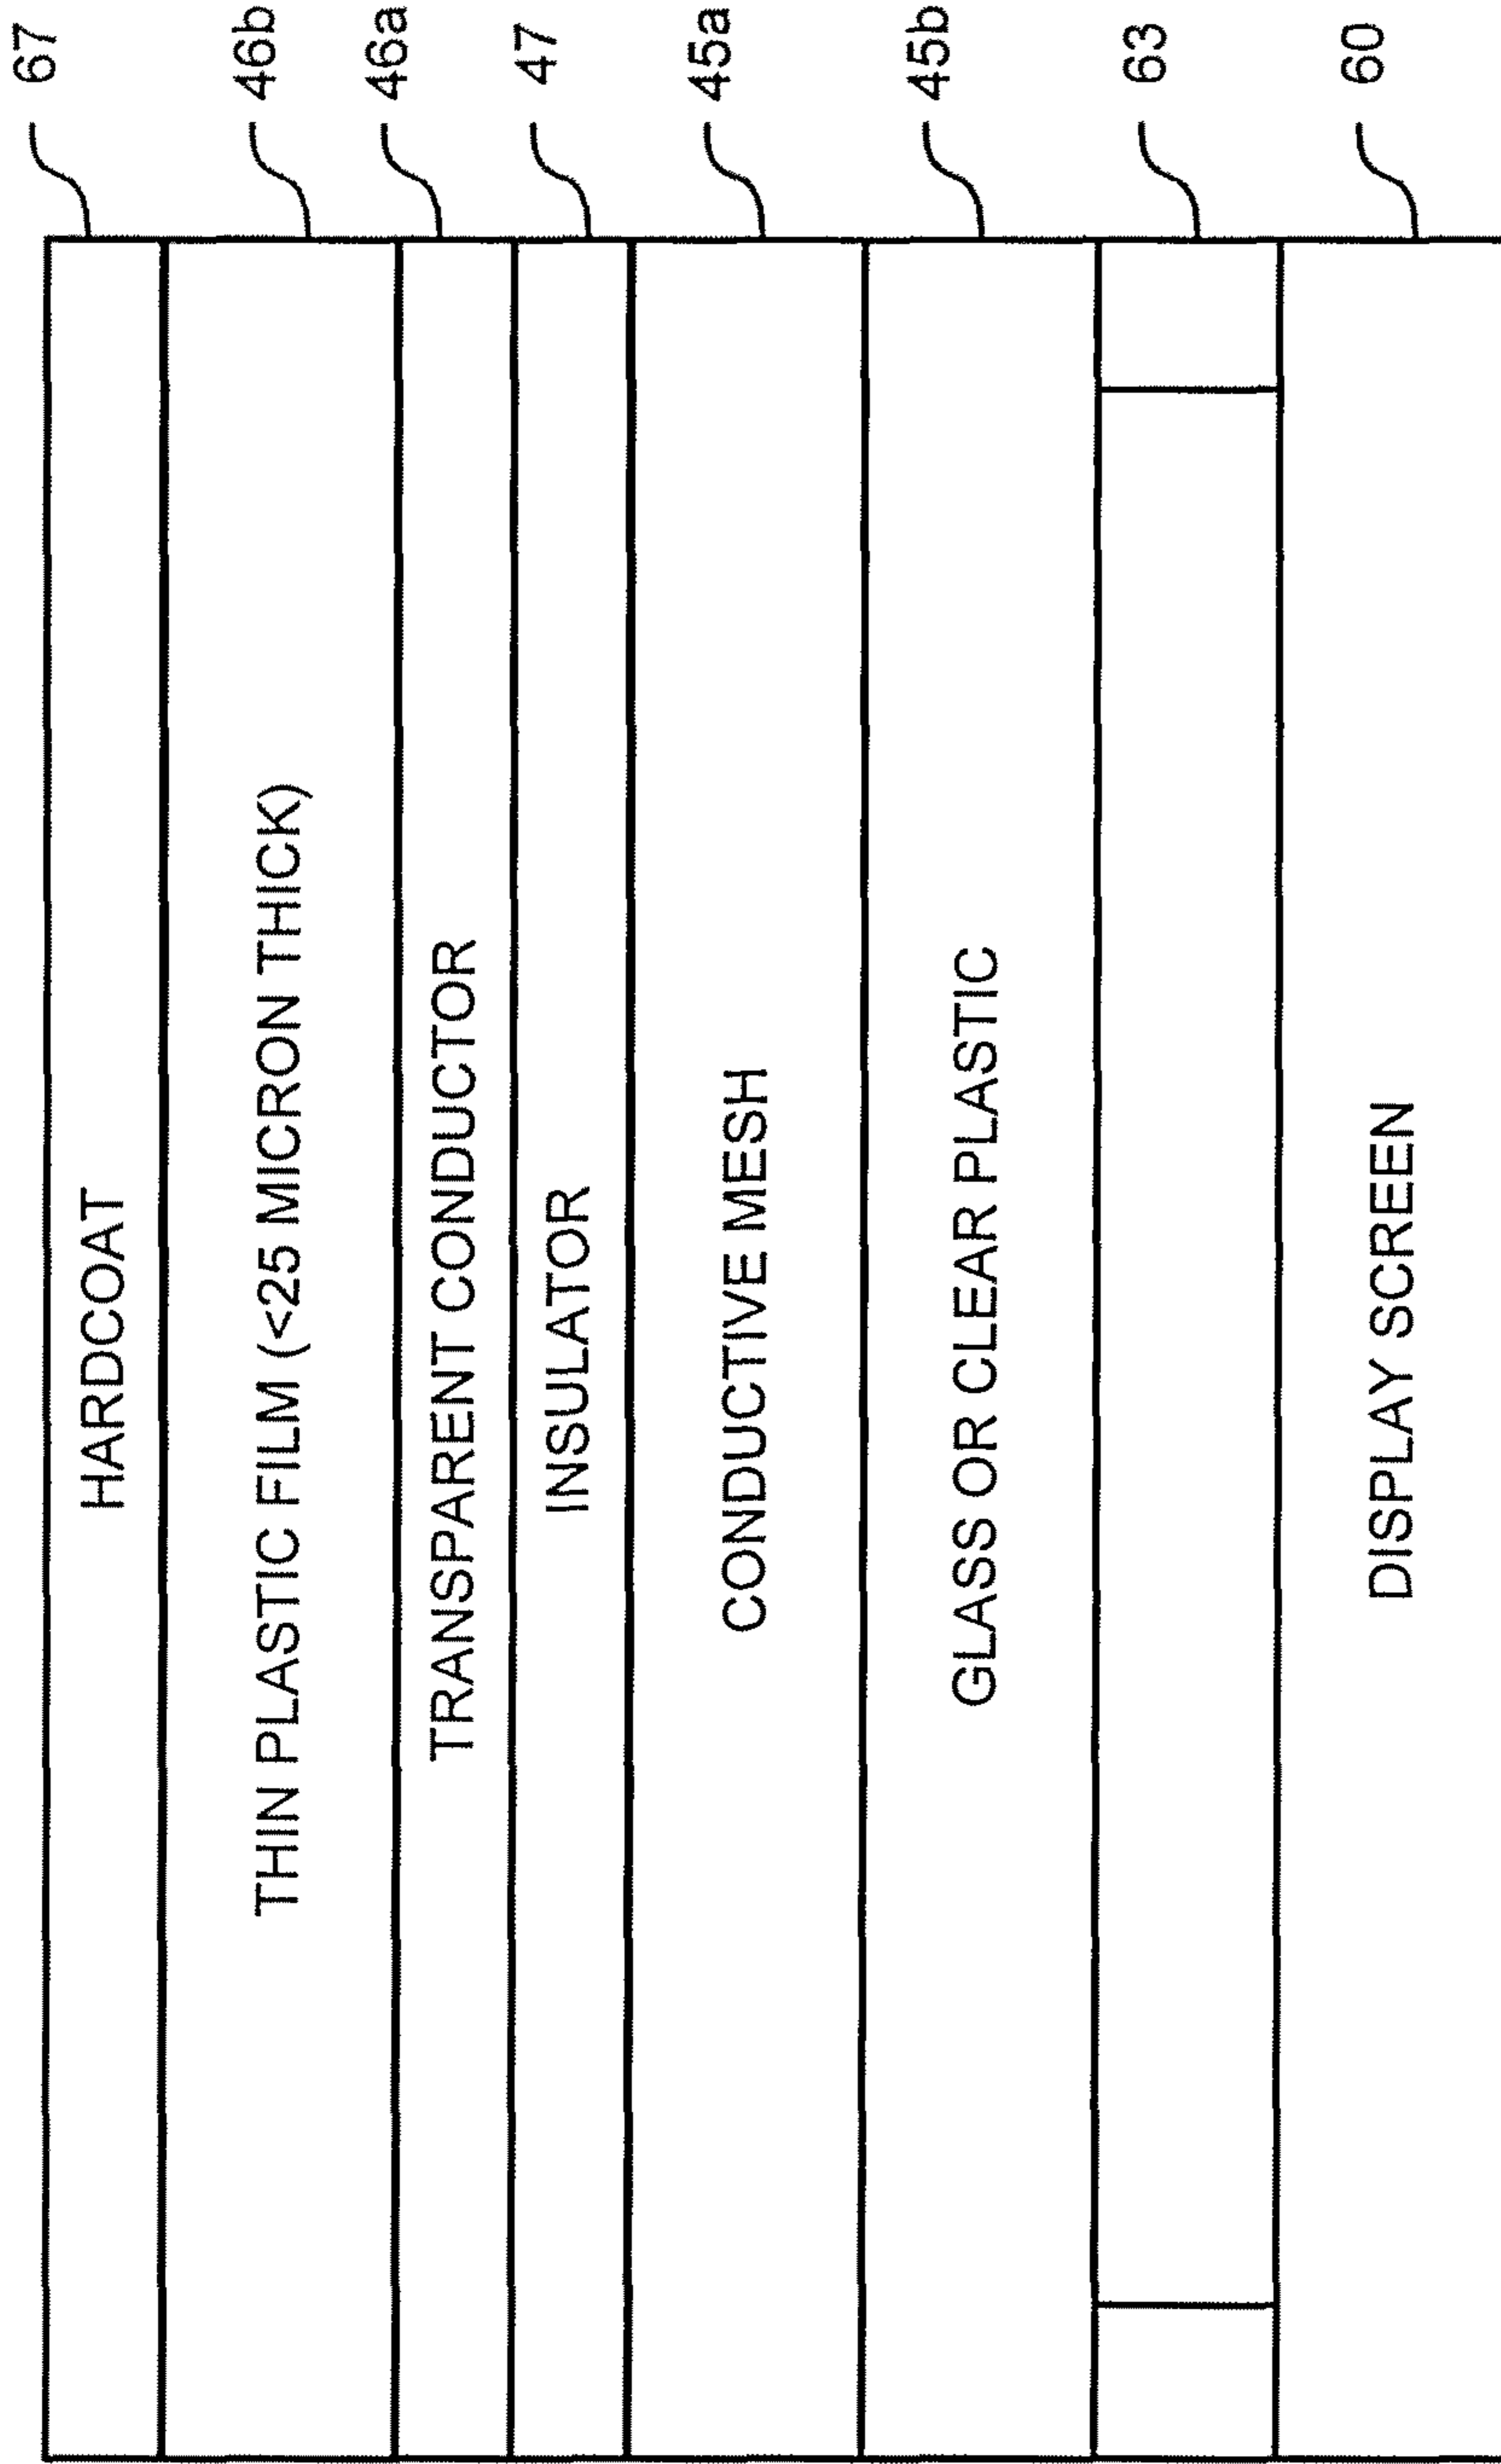 HARDCOAT 67
THIN PLASTIC FILM (<25 MICRON THICK) 46b
TRANSPARENT CONDUCTOR 46a
INSULATOR 47
CONDUCTIVE MESH 45a
GLASS OR CLEAR PLASTIC 45b
63
DISPLAY SCREEN 60